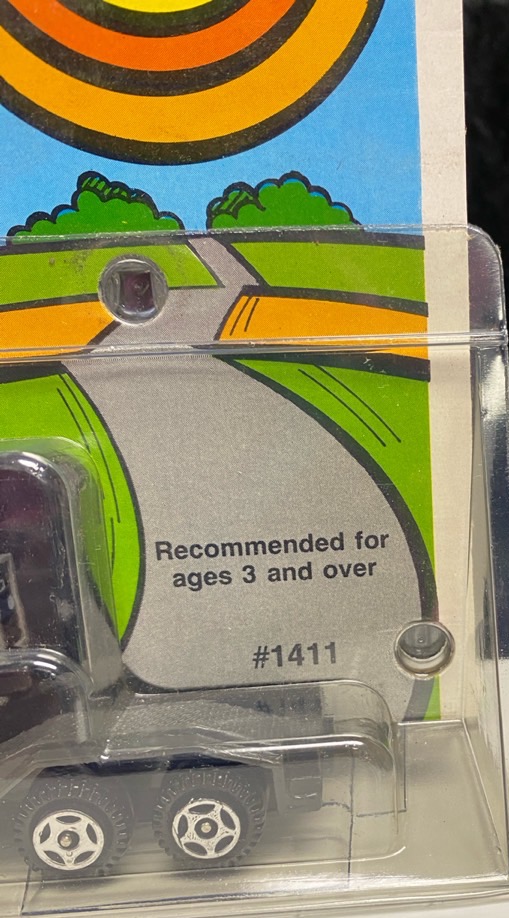 Recommended for
ages 3 and over
#1411